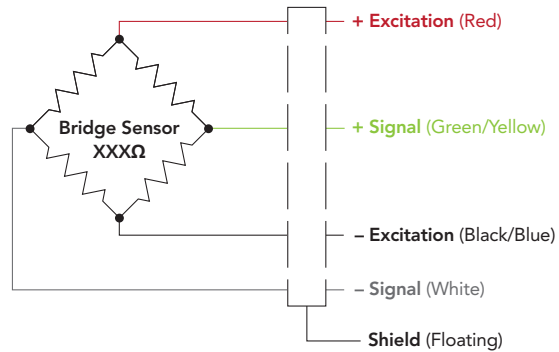 + Excitation (Red)
Bridge Sensor
XXXΩ
+ Signal (Green/Yellow)
– Excitation (Black/Blue)
– Signal (White)
Shield (Floating)